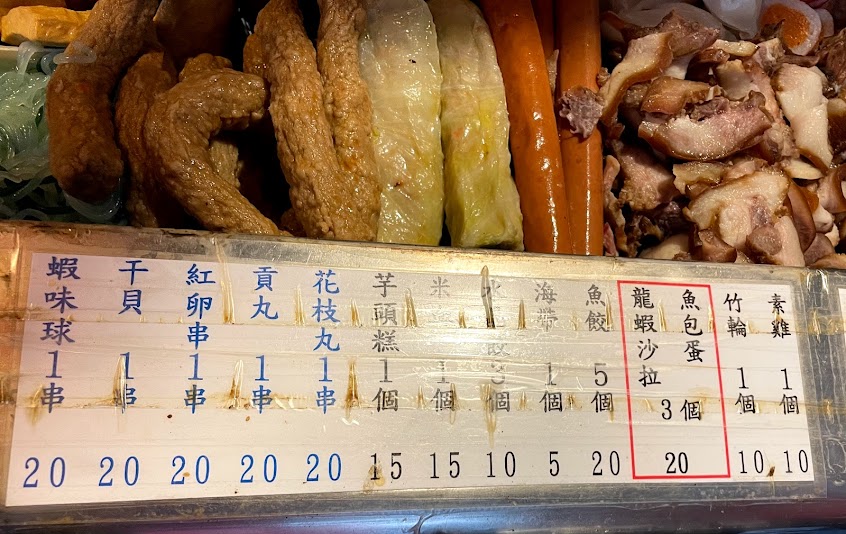 素雞1個 10
竹輪1個 10
魚包蛋
龍蝦沙拉
3個
20
魚餃5個 20
海帶1個 5
3個 10
米 1個 15
芋頭糕1個 15
花枝丸1串 20
貢丸1串 20
紅卵串1串 20
干貝1串 20
蝦味球1串 20